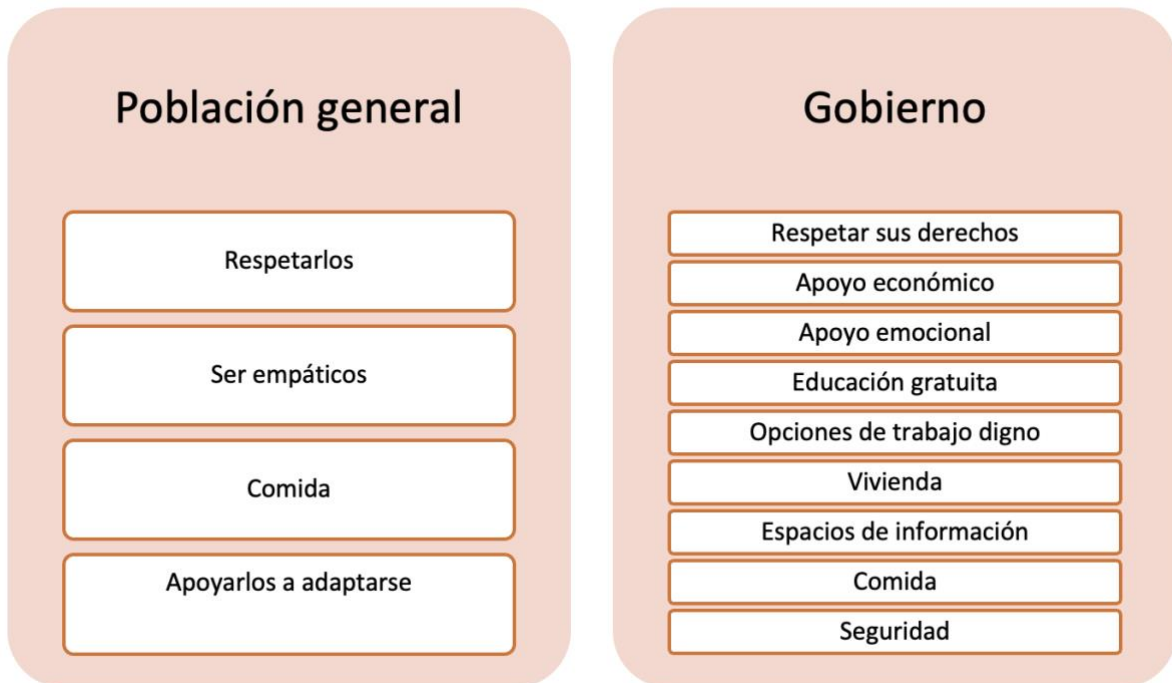 Población general
Respetarlos
Ser empáticos
Comida
Apoyarlos a adaptarse
Gobierno
Respetar sus derechos
Apoyo económico
Apoyo emocional
Educación gratuita
Opciones de trabajo digno
Vivienda
Espacios de información
Comida
Seguridad